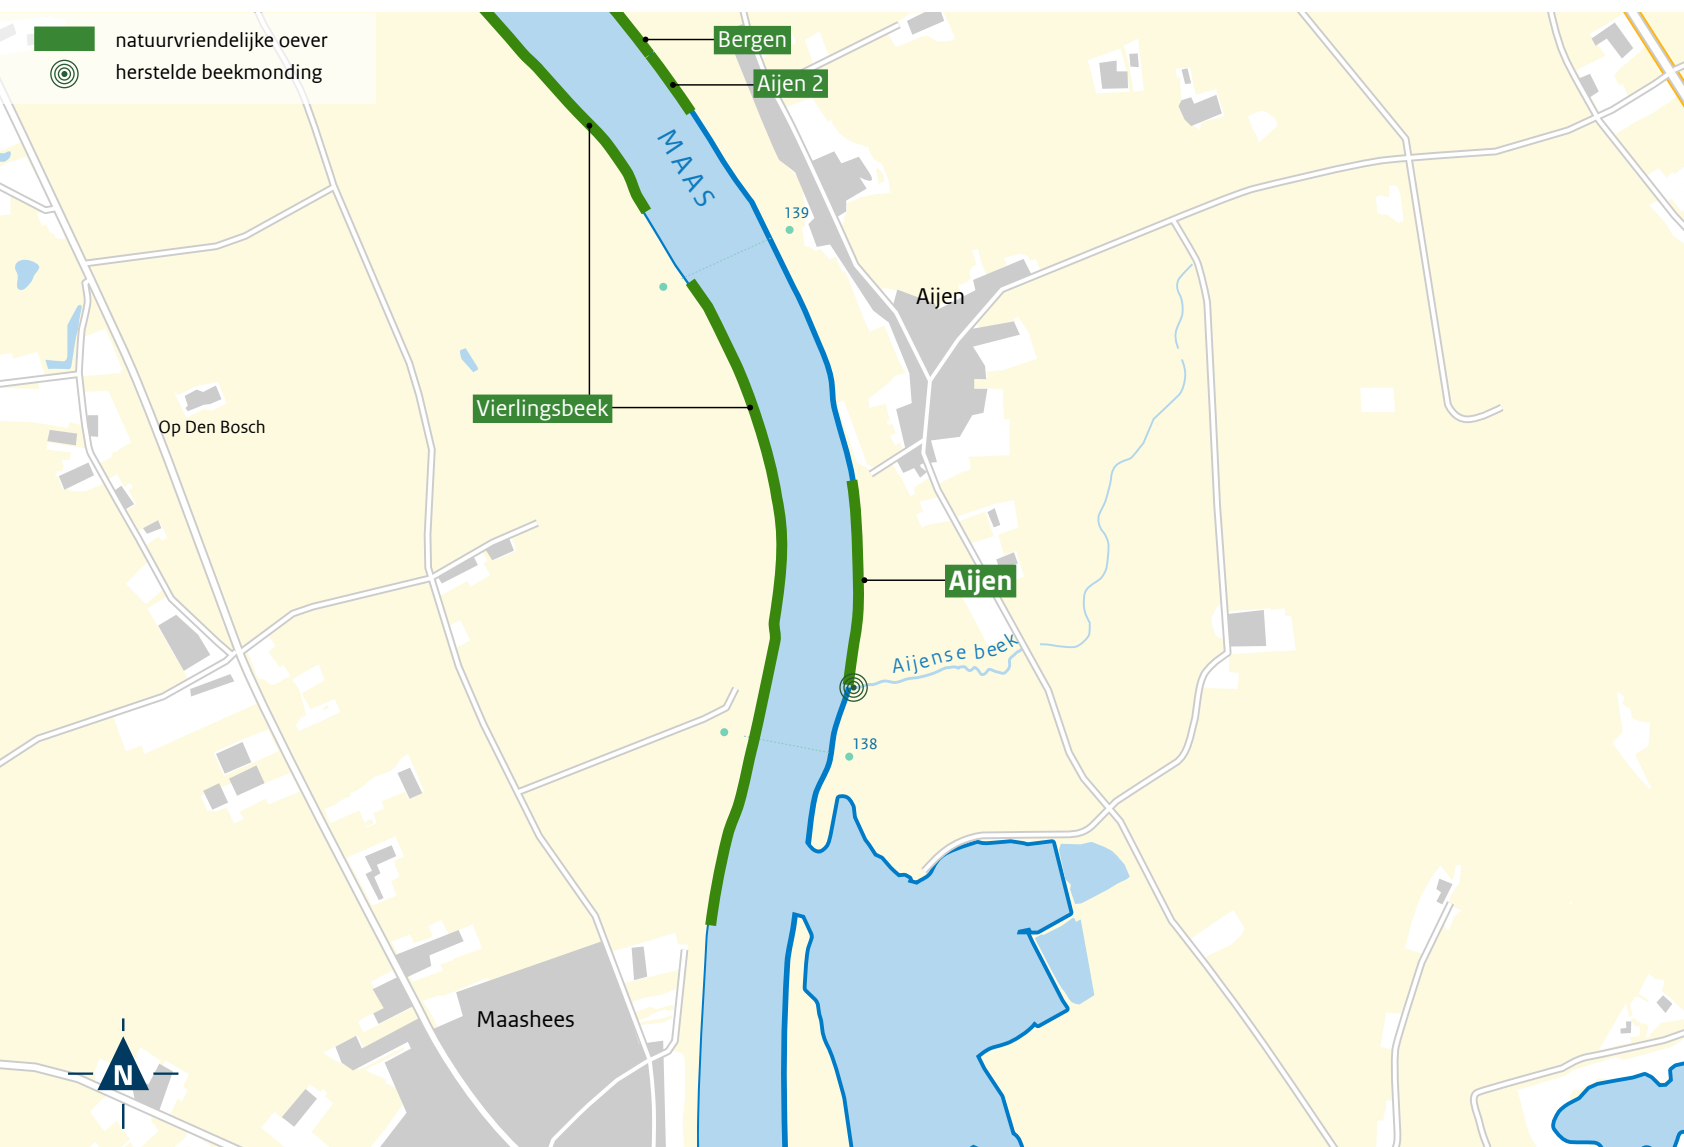 natuurvriendelijke oever
herstelde beekmonding
Bergen
Aijen 2
MAAS
139
Aijen
Vierlingsbeek
Op Den Bosch
Aijen
Aijense beek
138
Maashees
N